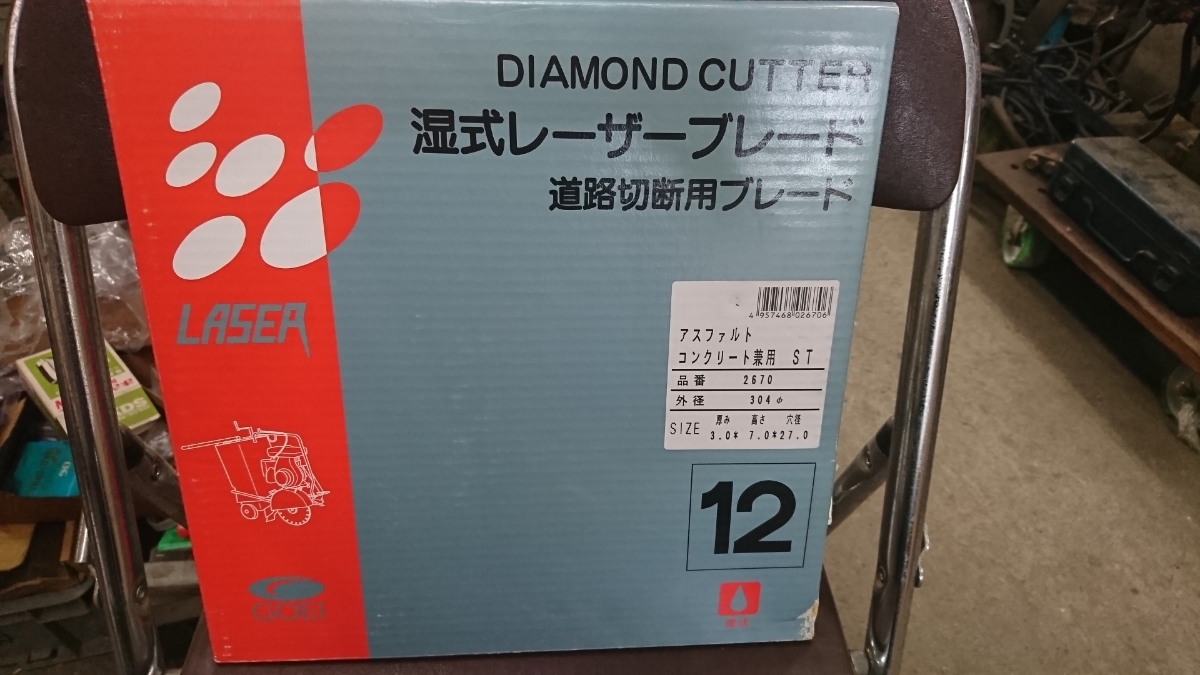 DIAMOND CUTTER
湿式レーザーブレード
道路切断用ブレード
LASER
4 957468 026706
アスファルト
コンクリート兼用 ST
品番 2670
外径 304φ
厚み 高さ 穴径
SIZE 3.0* 7.0*27.0
12